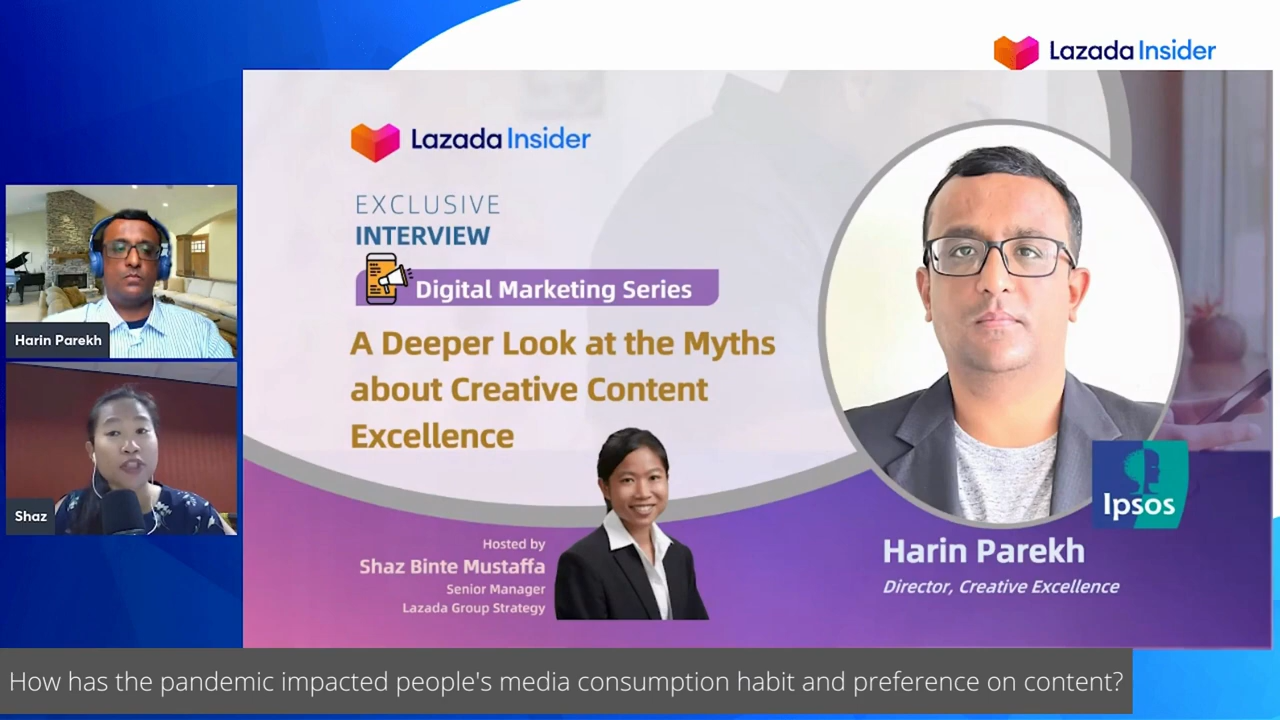 Lazada Insider
Lazada Insider
EXCLUSIVE
INTERVIEW
Digital Marketing Series
A Deeper Look at the Myths
about Creative Content
Excellence
Harin Parekh
Shaz
Hosted by
Shaz Binte Mustaffa
Senior Manager
Lazada Group Strategy
Ipsos
Harin Parekh
Director, Creative Excellence
How has the pandemic impacted people's media consumption habit and preference on content?